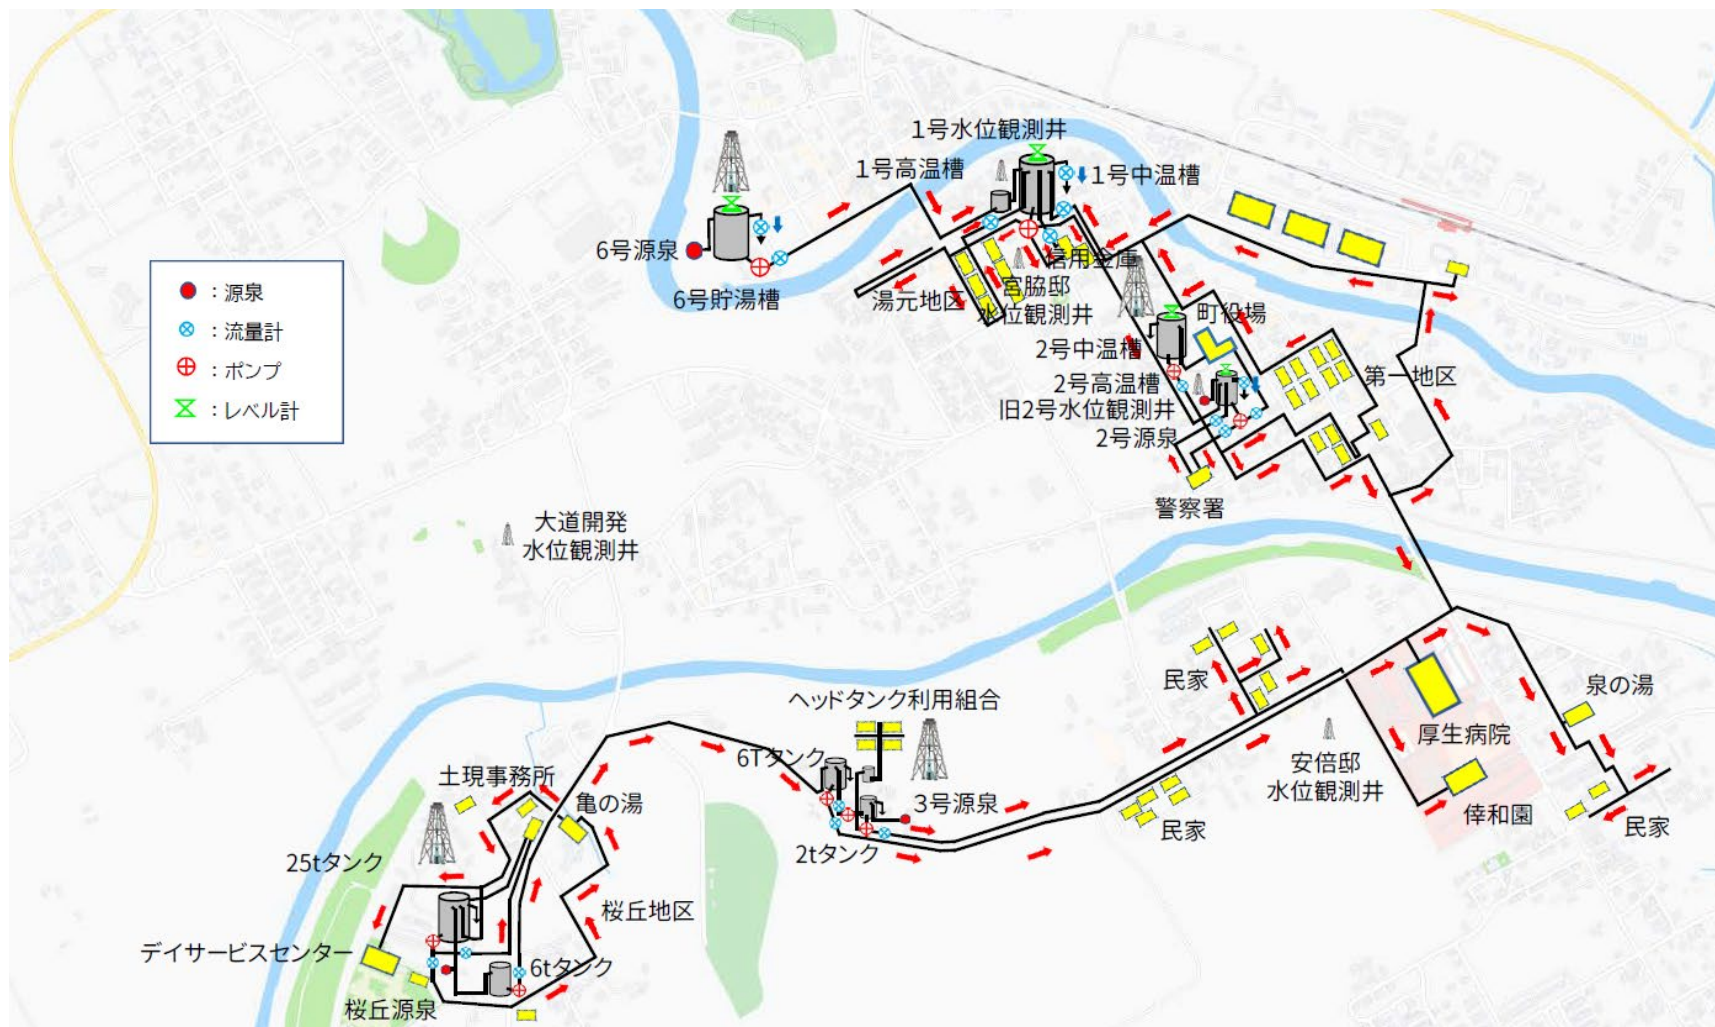 1号水位観測井
1号高温槽
1号中温槽
6号源泉
6号貯湯槽
信用金庫
湯元地区
宮脇邸
水位観測井
町役場
2号中温槽
2号高温槽
旧2号水位観測井
2号源泉
第一地区
：源泉
：流量計
：ポンプ
：レベル計
警察署
大道開発
水位観測井
民家
泉の湯
ヘッドタンク利用組合
6Tタンク
厚生病院
安倍邸
水位観測井
土現事務所
亀の湯
3号源泉
倖和園
民家
民家
2tタンク
25tタンク
桜丘地区
デイサービスセンター
6tタンク
桜丘源泉